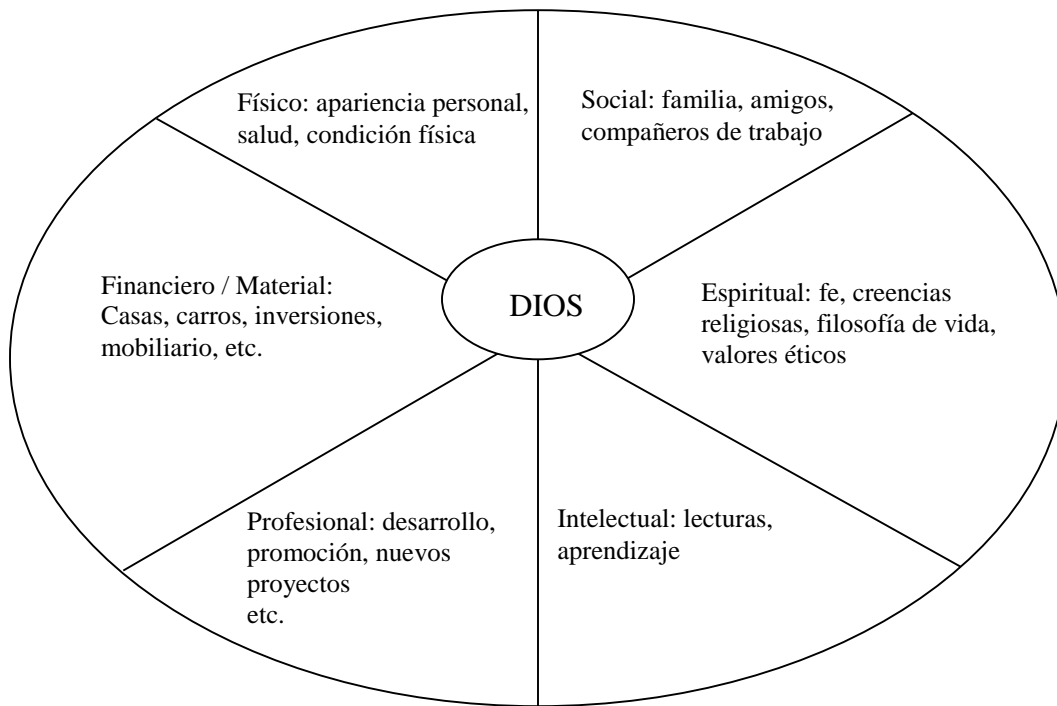 Físico: apariencia personal,
salud, condición física
Social: familia, amigos,
compañeros de trabajo
Financiero / Material:
Casas, carros, inversiones,
mobiliario, etc.
DIOS
Espiritual: fe, creencias
religiosas, filosofía de vida,
valores éticos
Profesional: desarrollo,
promoción, nuevos
proyectos
etc.
Intelectual: lecturas,
aprendizaje